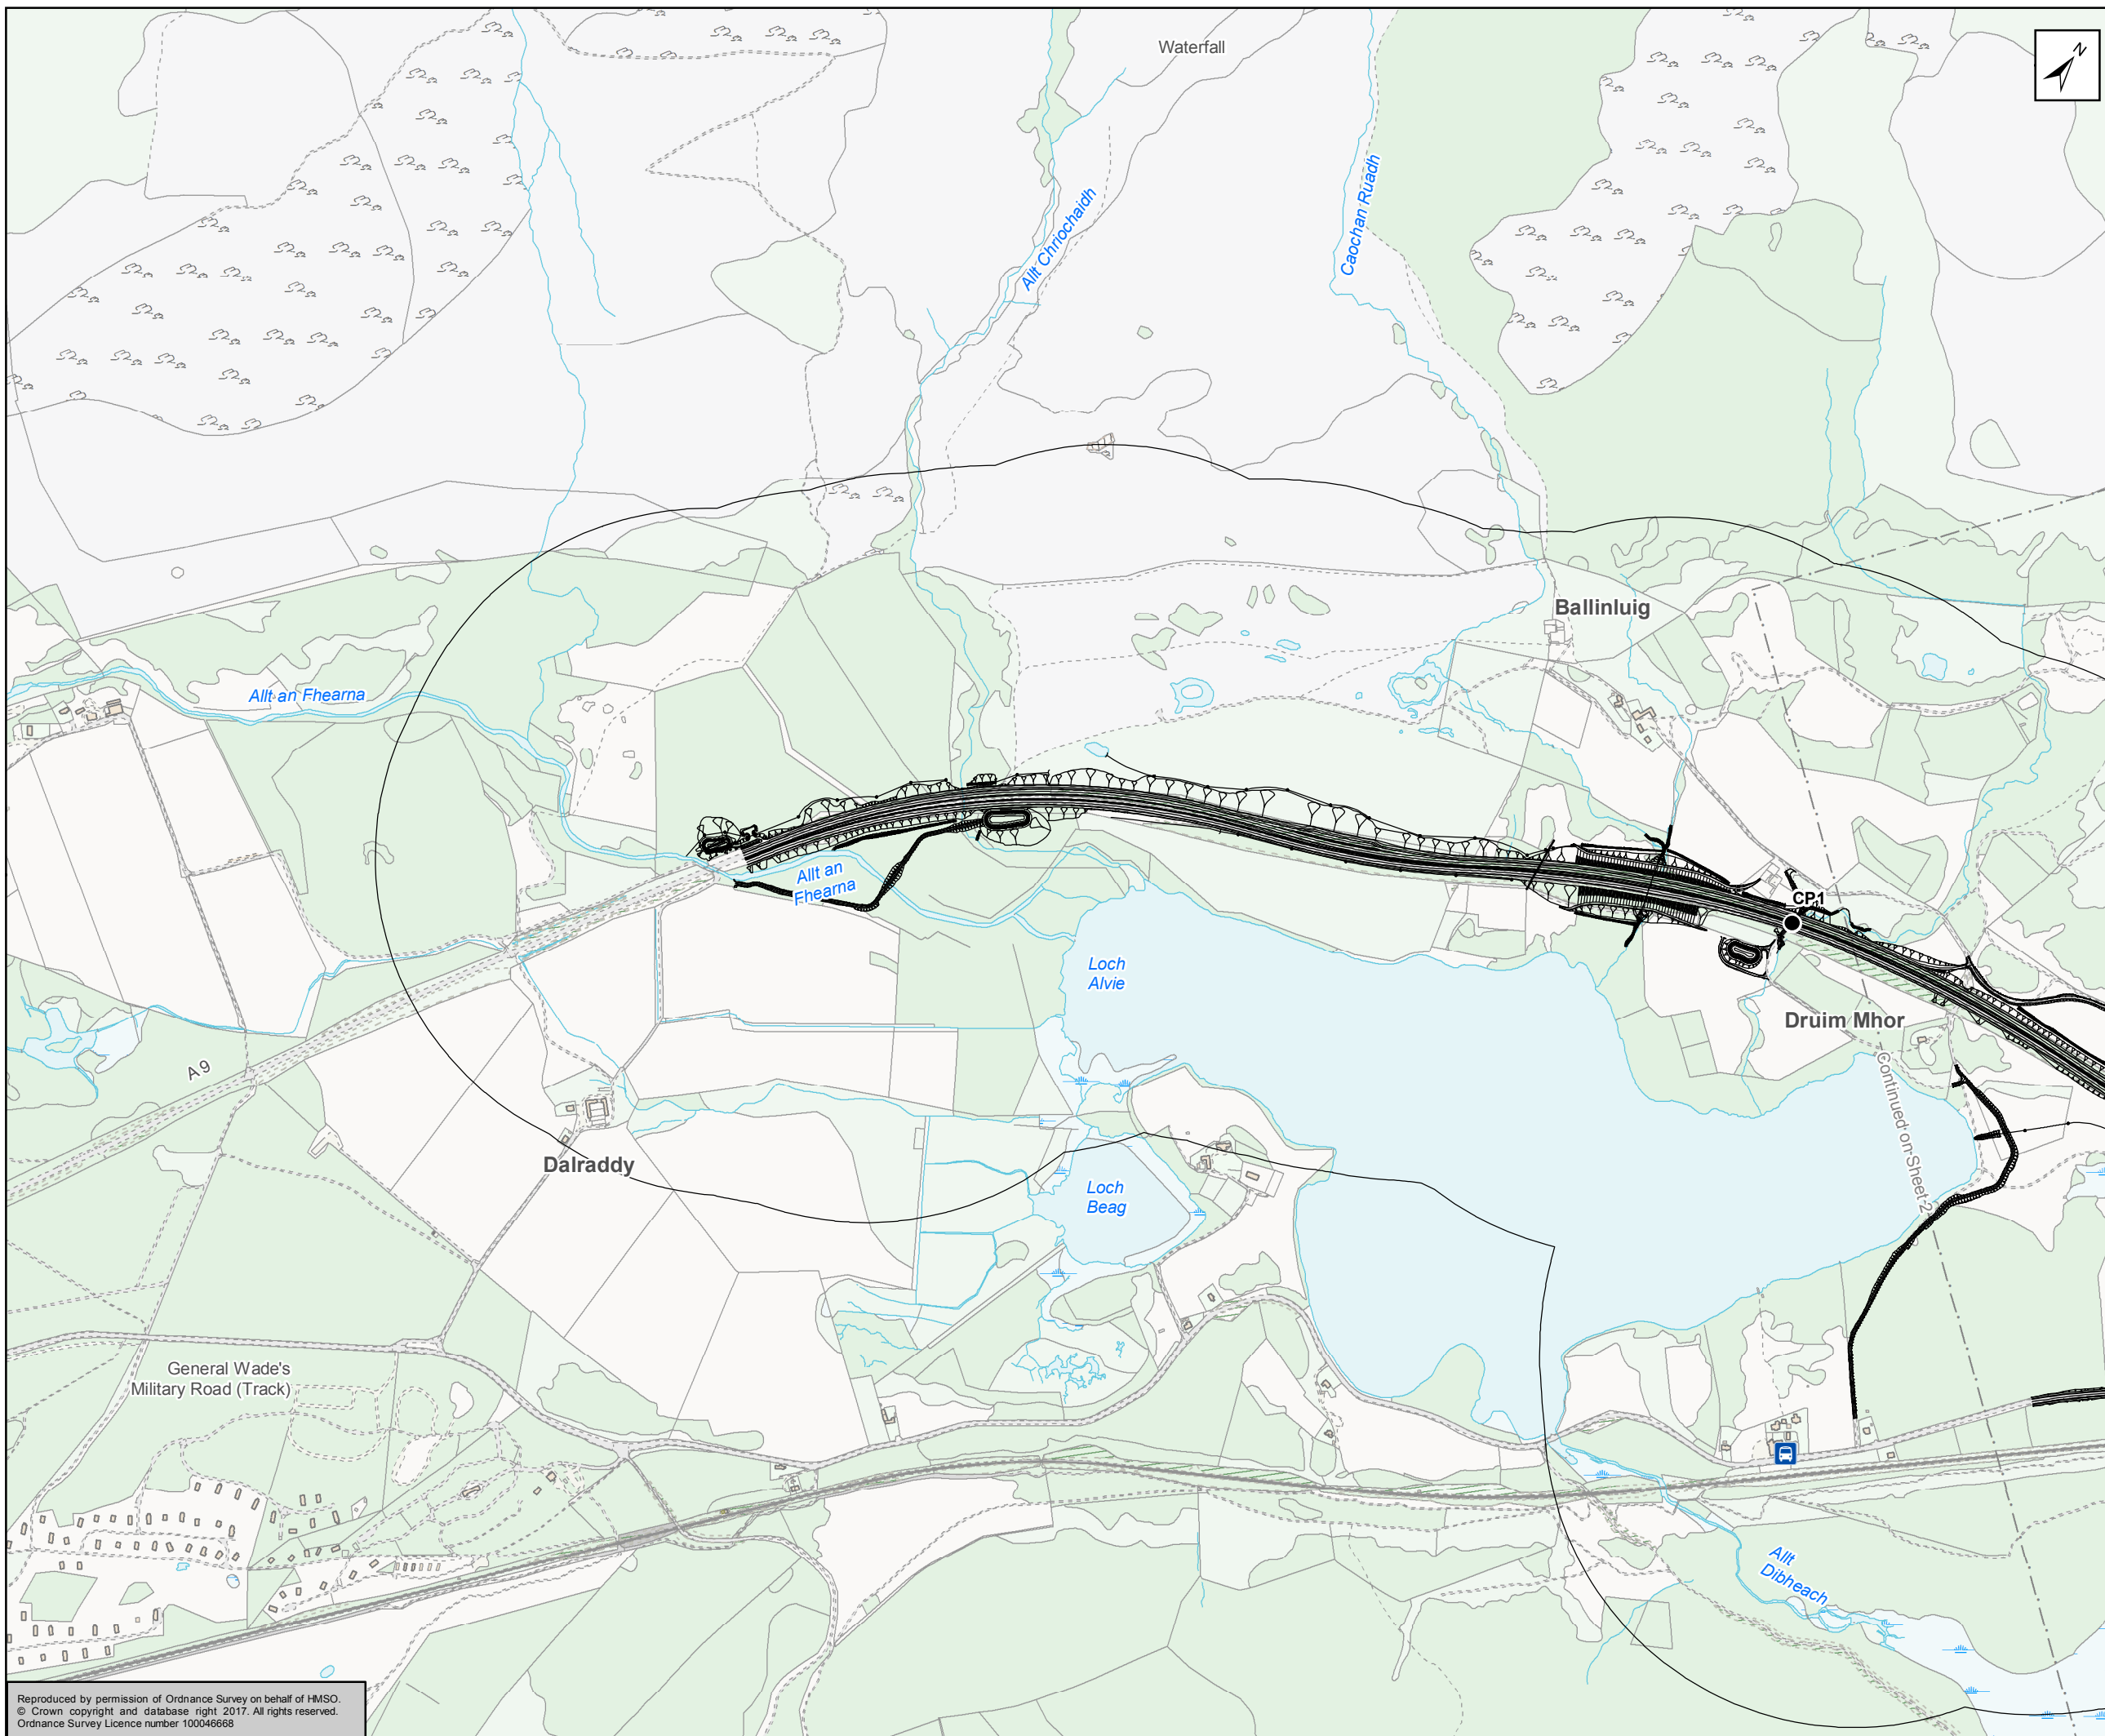 Waterfall
N
Caochan Ruadh
Allt Chriochaidh
Ballinluig
Allt an Fhearna
Allt an
Fhearna
CP1
Loch
Alvie
Druim Mhor
A 9
Continued on Sheet 2
Dalraddy
Loch
Beag
General Wade's
Military Road (Track)
Allt
Dibheach
Reproduced by permission of Ordnance Survey on behalf of HMSO.
© Crown copyright and database right 2017. All rights reserved.
Ordnance Survey Licence number 100046668